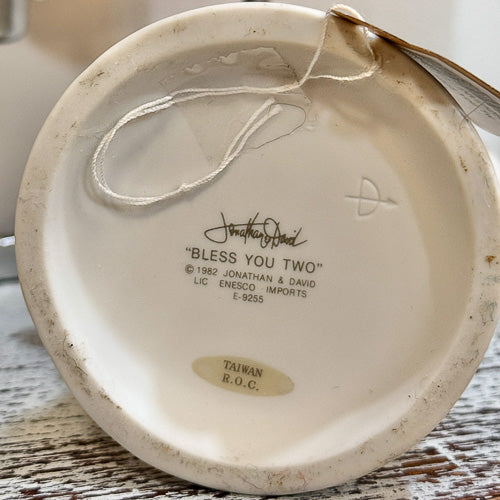 Jonathan & David
"BLESS YOU TWO"
© 1982 JONATHAN & DAVID
LIC ENESCO IMPORTS
E-9255
TAIWAN
R.O.C.